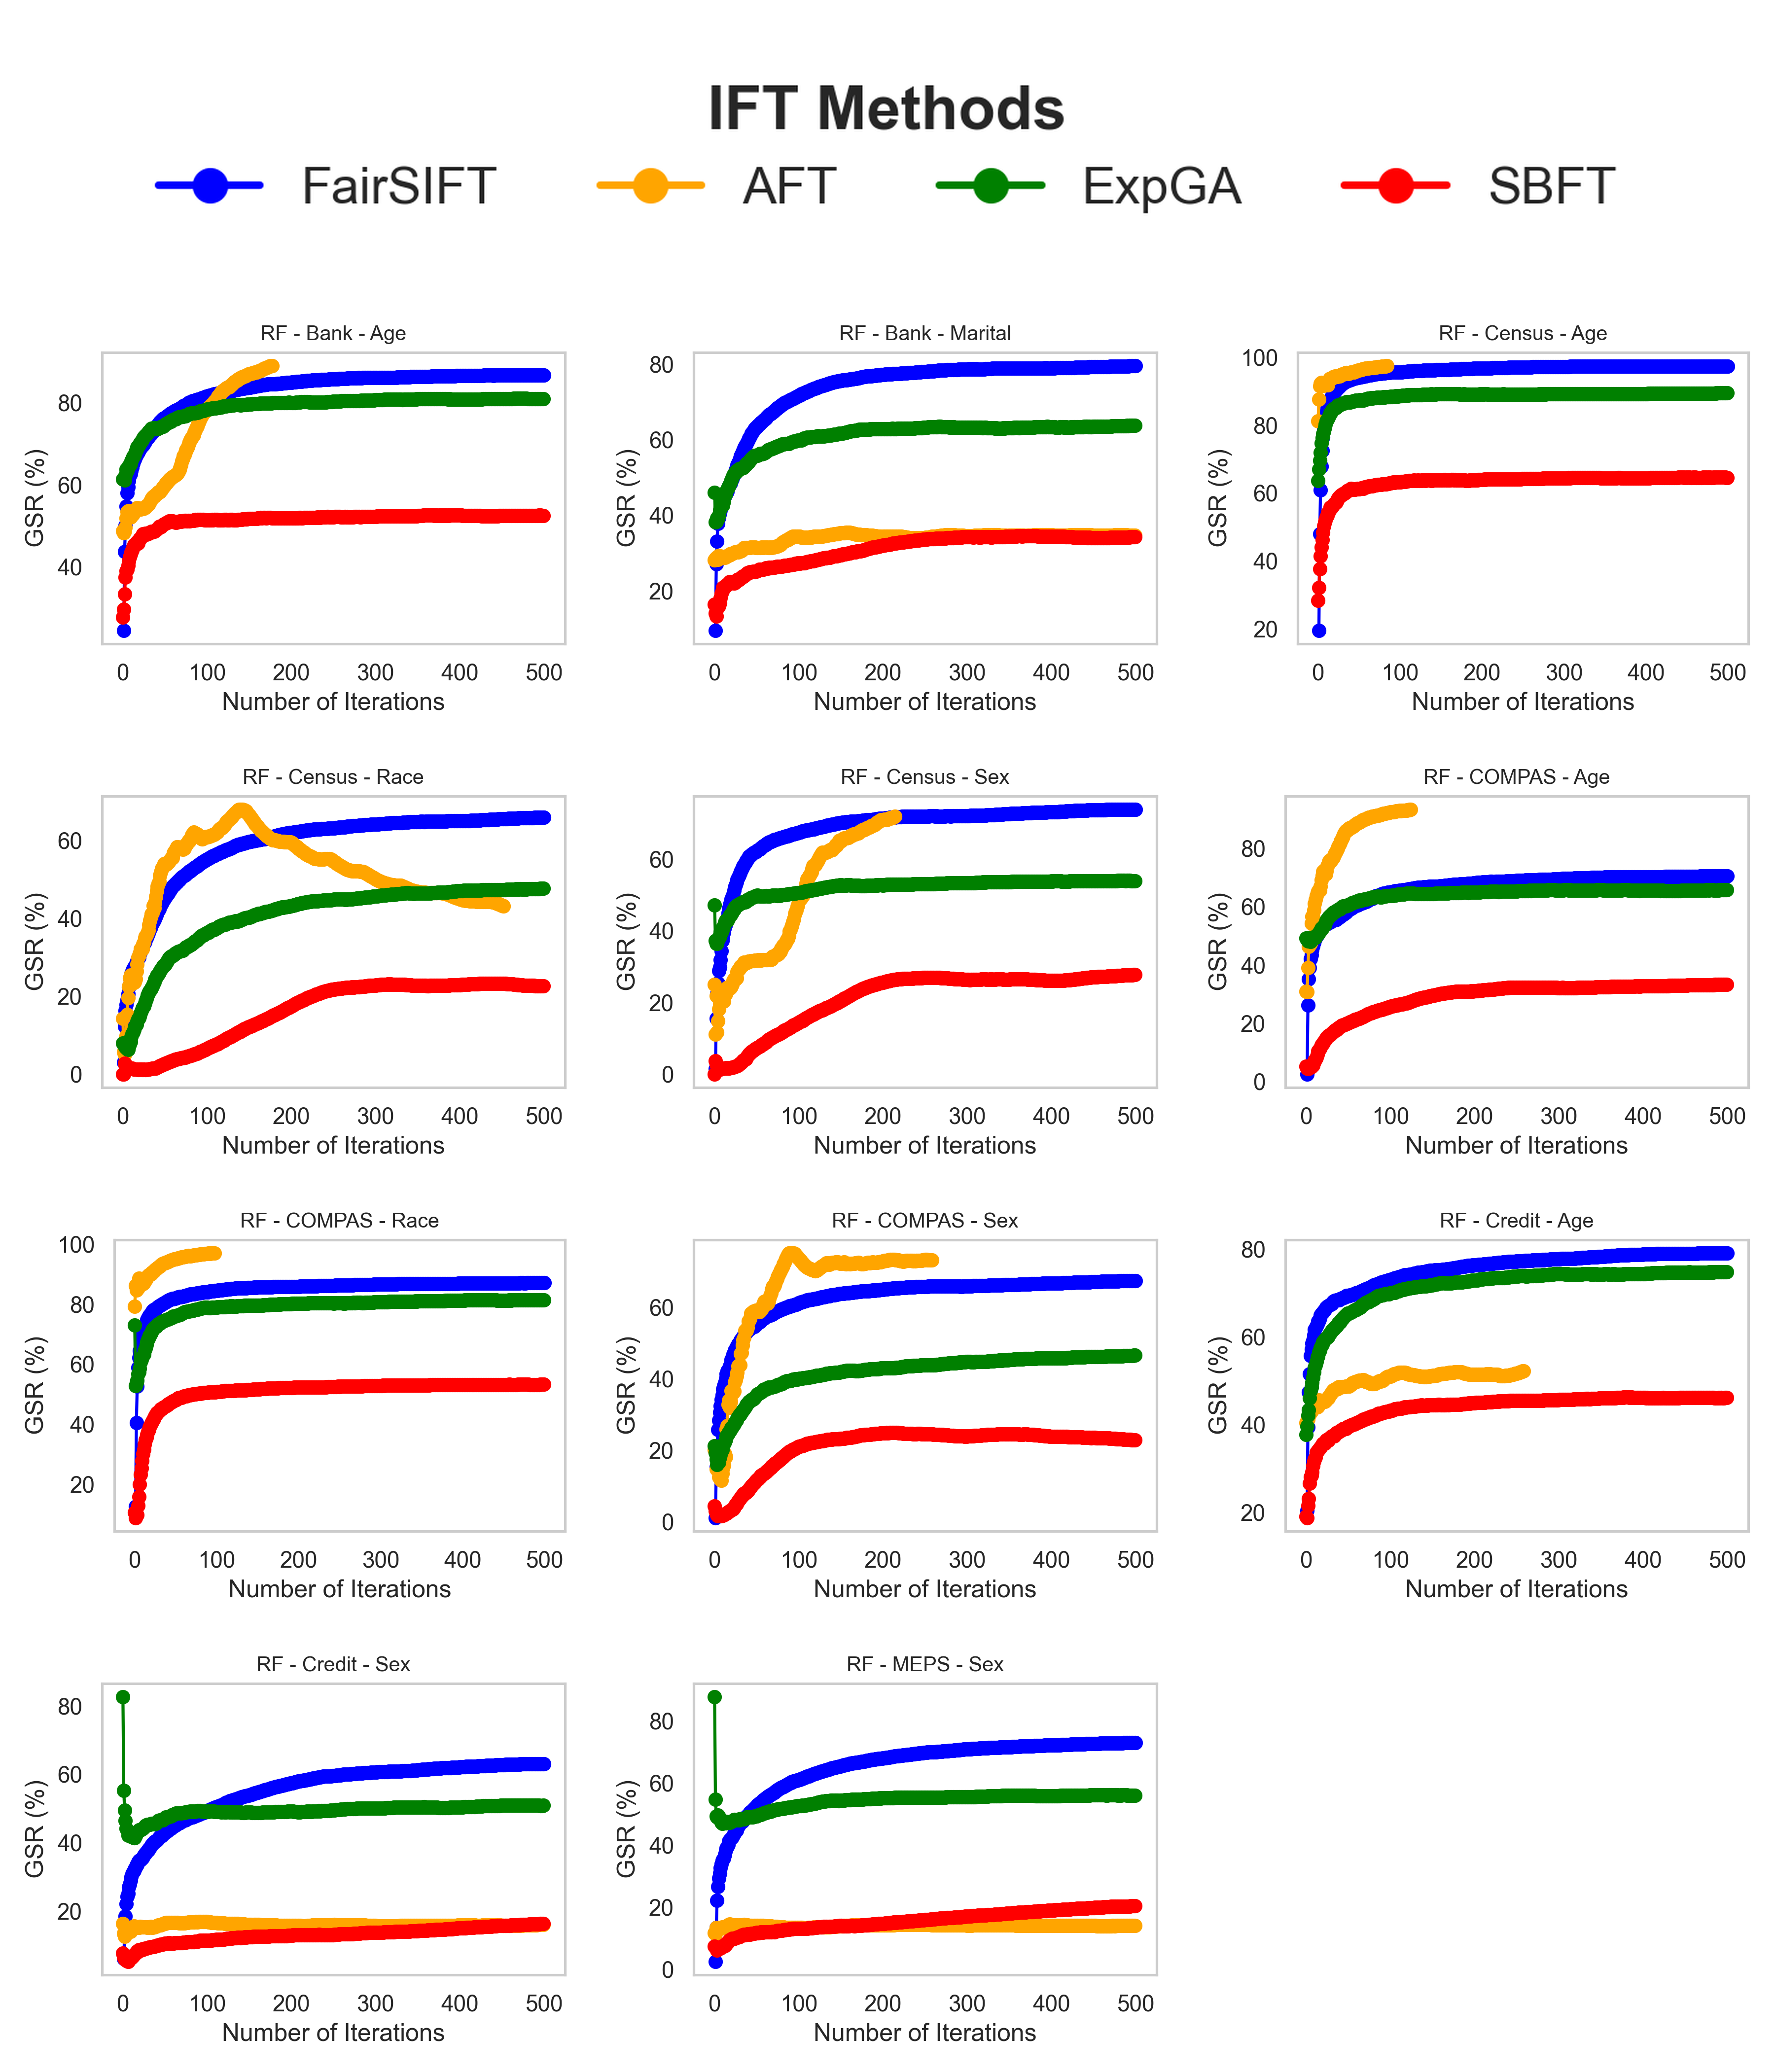 IFT Methods
FairSIFT AFT ExpGA SBFT
RF - Bank - Age
GSR (%)
80
60
40
0 100 200 300 400 500
Number of Iterations
RF - Bank - Marital
GSR (%)
80
60
40
20
0 100 200 300 400 500
Number of Iterations
RF - Census - Age
GSR (%)
100
80
60
40
20
0 100 200 300 400 500
Number of Iterations
RF - Census - Race
GSR (%)
60
40
20
0
0 100 200 300 400 500
Number of Iterations
RF - Census - Sex
GSR (%)
60
40
20
0
0 100 200 300 400 500
Number of Iterations
RF - COMPAS - Age
GSR (%)
80
60
40
20
0
0 100 200 300 400 500
Number of Iterations
RF - COMPAS - Race
GSR (%)
100
80
60
40
20
0 100 200 300 400 500
Number of Iterations
RF - COMPAS - Sex
GSR (%)
60
40
20
0
0 100 200 300 400 500
Number of Iterations
RF - Credit - Age
GSR (%)
80
60
40
20
0 100 200 300 400 500
Number of Iterations
RF - Credit - Sex
GSR (%)
80
60
40
20
0 100 200 300 400 500
Number of Iterations
RF - MEPS - Sex
GSR (%)
80
60
40
20
0
0 100 200 300 400 500
Number of Iterations